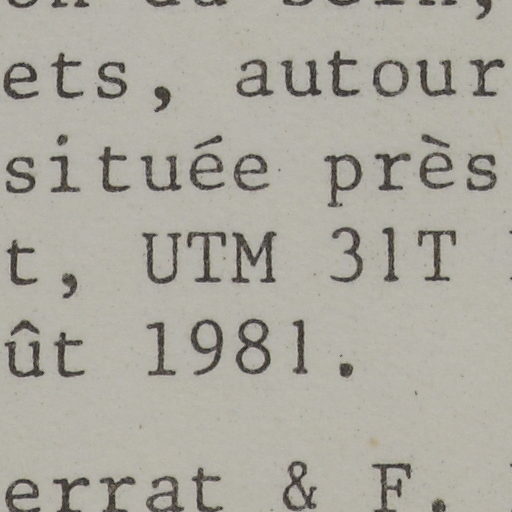 ets, autour
située près
t, UTM 31T
ût 1981.
errat & F.